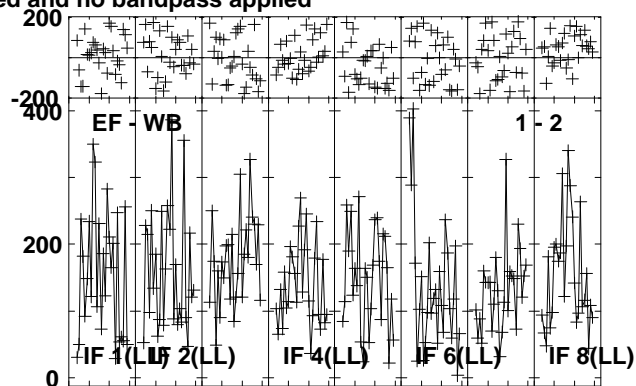 ed and no bandpass applied
200
-200
400
EF - WB
1 - 2
200
IF 1(LL)
IF 2(LL)
IF 4(LL)
IF 6(LL)
IF 8(LL)
0